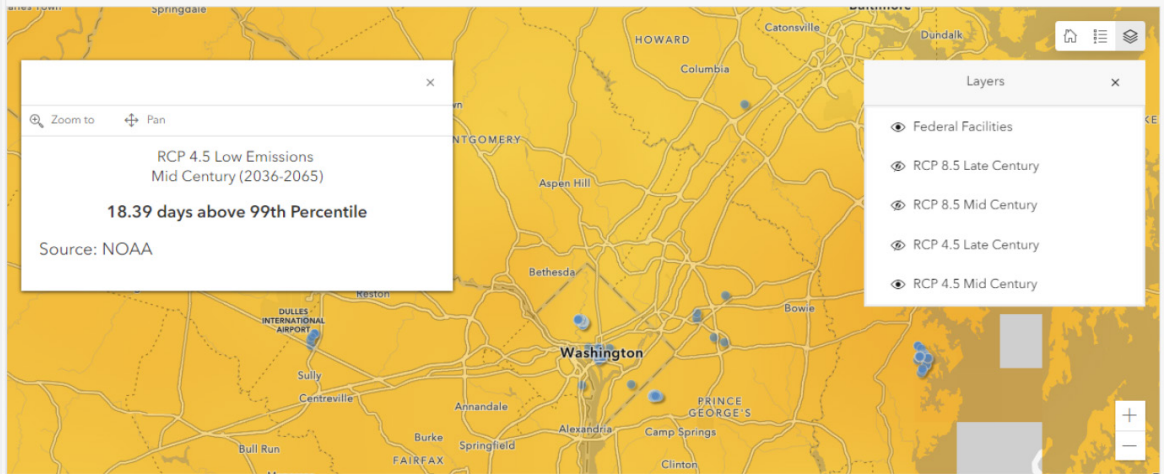 Springdale
Baltimore
Catonsville
Dundalk
HOWARD
Columbia
Layers
Zoom to
Pan
RCP 4.5 Low Emissions
Mid Century (2036-2065)
18.39 days above 99th Percentile
Source: NOAA
Federal Facilities
RCP 8.5 Late Century
RCP 8.5 Mid Century
RCP 4.5 Late Century
RCP 4.5 Mid Century
NTGOMERY
Aspen Hill
Bethesda
Reston
Bowie
DULLES
INTERNATIONAL
AIRPORT
Washington
Sully
Centreville
Annandale
PRINCE
GEORGE'S
Alexandria
Camp Springs
Burke
Springfield
Bull Run
FAIRFAX
Clinton